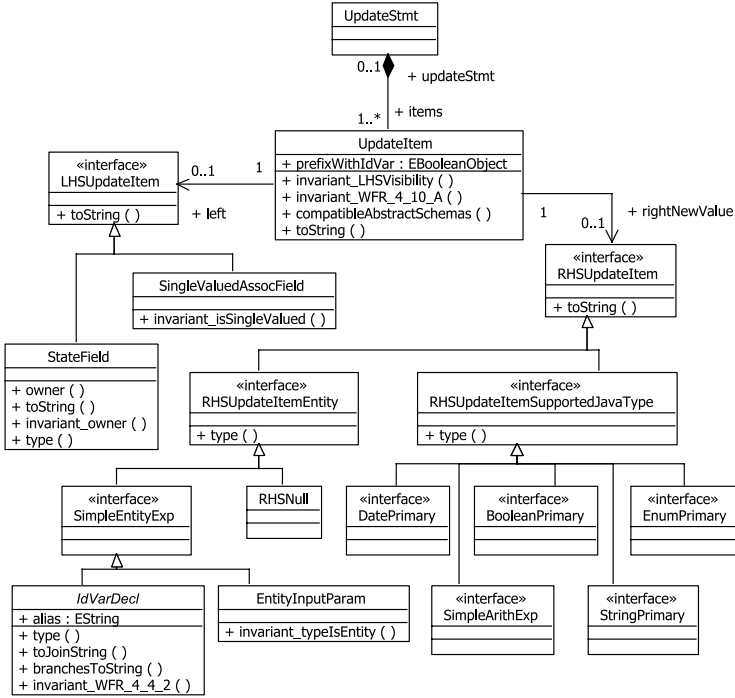 UpdateStmt
0..1
+ updateStmt
+ items
1..*
UpdateItem
+ prefixWithIdVar : EBooleanObject
+ invariant_LHSVisibility ( )
+ invariant_WFR_4_10_A ( )
+ compatibleAbstractSchemas ( )
+ toString ( )
«interface»
LHSUpdateItem
+ toString ( )
0..1
1
+ left
1
+ rightNewValue
0..1
«interface»
RHSUpdateItem
+ toString ( )
SingleValuedAssocField
+ invariant_isSingleValued ( )
StateField
+ owner ( )
+ toString ( )
+ invariant_owner ( )
+ type ( )
«interface»
RHSUpdateItemEntity
+ type ( )
«interface»
RHSUpdateItemSupportedJavaType
+ type ( )
«interface»
SimpleEntityExp
RHSNull
«interface»
DatePrimary
«interface»
BooleanPrimary
«interface»
EnumPrimary
IdVarDecl
+ alias : EString
+ type ( )
+ toJoinString ( )
+ branchesToString ( )
+ invariant_WFR_4_4_2 ( )
EntityInputParam
+ invariant_typeIsEntity ( )
«interface»
SimpleArithExp
«interface»
StringPrimary